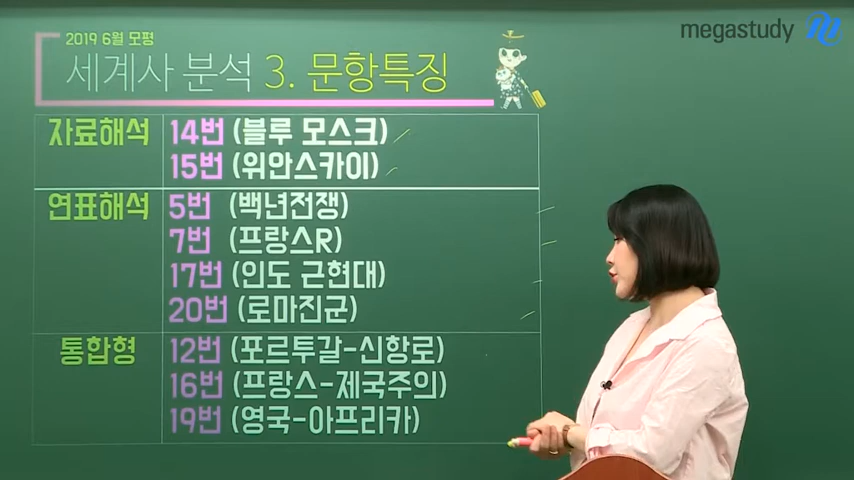 megastudy
2019 6월 모평
세계사 분석 3. 문항특징
자료해석 14번 (블루 모스크)
15번 (위안스카이)
연표해석 5번 (백년전쟁)
7번 (프랑스R)
17번 (인도 근현대)
20번 (로마진군)
통합형 12번 (포르투갈-신항로)
16번 (프랑스-제국주의)
19번 (영국-아프리카)